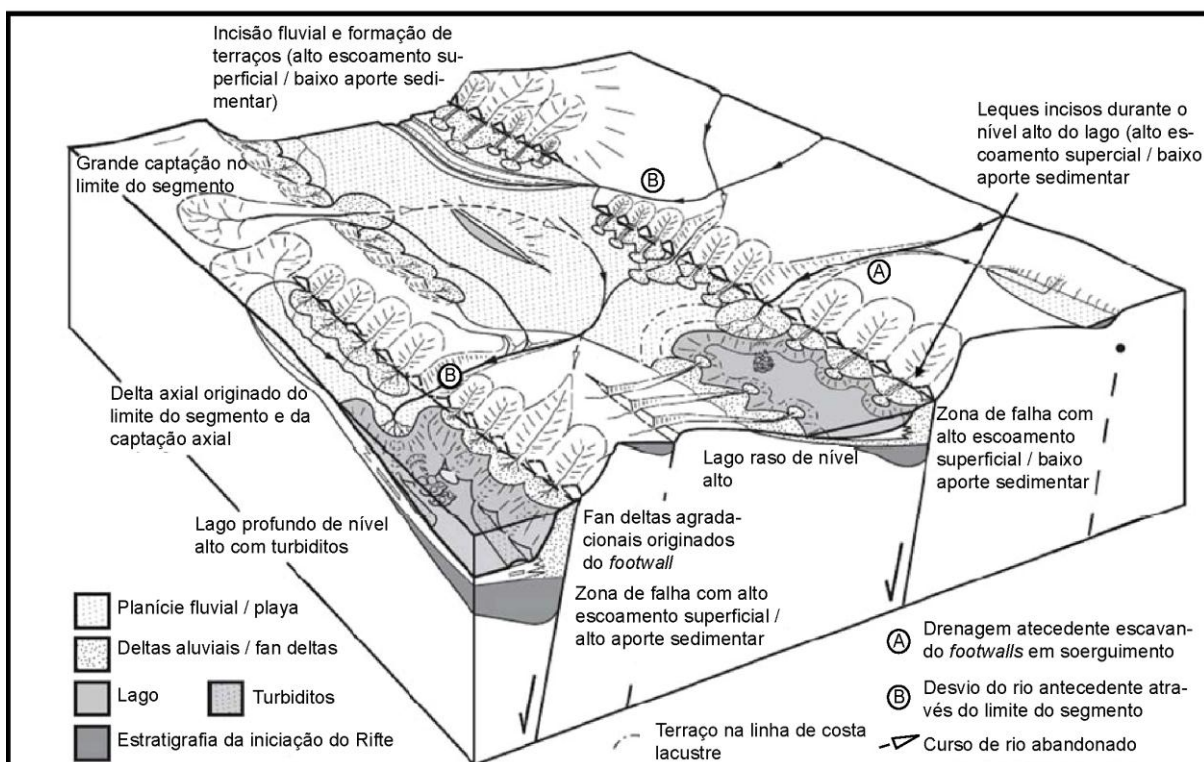 Incisão fluvial e formação de
terraços (alto escoamento su-
perficial / baixo aporte sedi-
mentar)
Leques incisos durante o
nível alto do lago (alto es-
coamento supercial / baixo
aporte sedimentar
Grande captação no
limite do segmento
B
A
B
Delta axial originado do
limite do segmento e da
captação axial
Lago profundo de nível
alto com turbiditos
Lago raso de nível
alto
Zona de falha com
alto escoamento
superficial / baixo
aporte sedimentar
Fan deltas agrada-
cionais originados
do footwall
Zona de falha com alto
escoamento superficial /
alto aporte sedimentar
Planície fluvial / playa
Deltas aluviais / fan deltas
Lago
Turbiditos
Estratigrafia da iniciação do Rifte
Terraço na linha de costa
lacustre
A Drenagem atecedente escavan-
do footwalls em soerguimento
B Desvio do rio antecedente atra-
vés do limite do segmento
Curso de rio abandonado